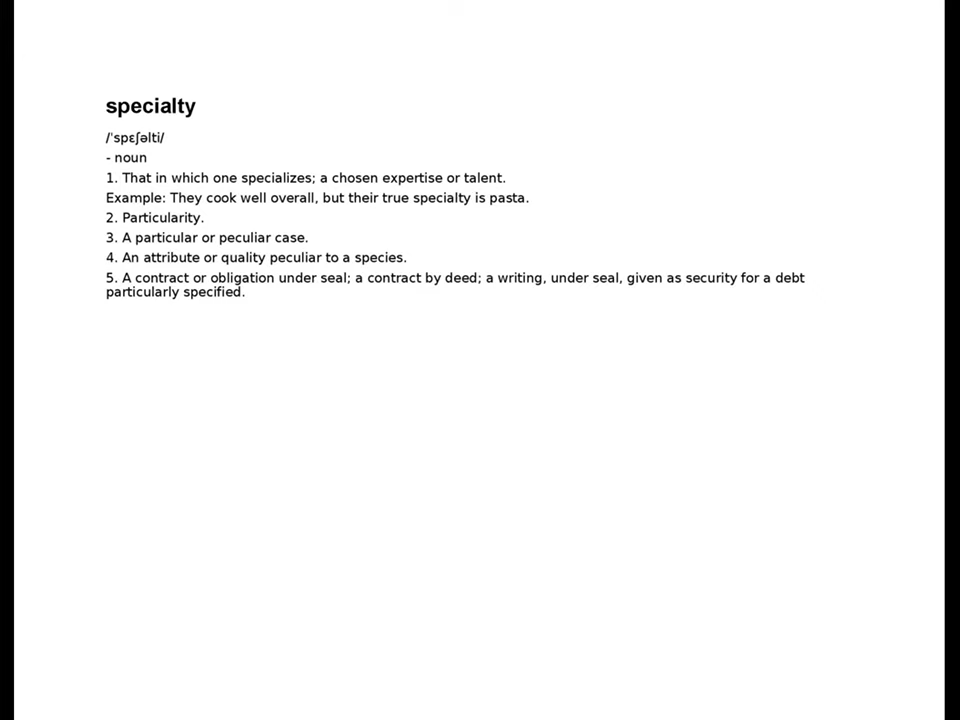 specialty
/ˈspɛʃəlti/
- noun
1. That in which one specializes; a chosen expertise or talent.
Example: They cook well overall, but their true specialty is pasta.
2. Particularity.
3. A particular or peculiar case.
4. An attribute or quality peculiar to a species.
5. A contract or obligation under seal; a contract by deed; a writing, under seal, given as security for a debt
particularly specified.